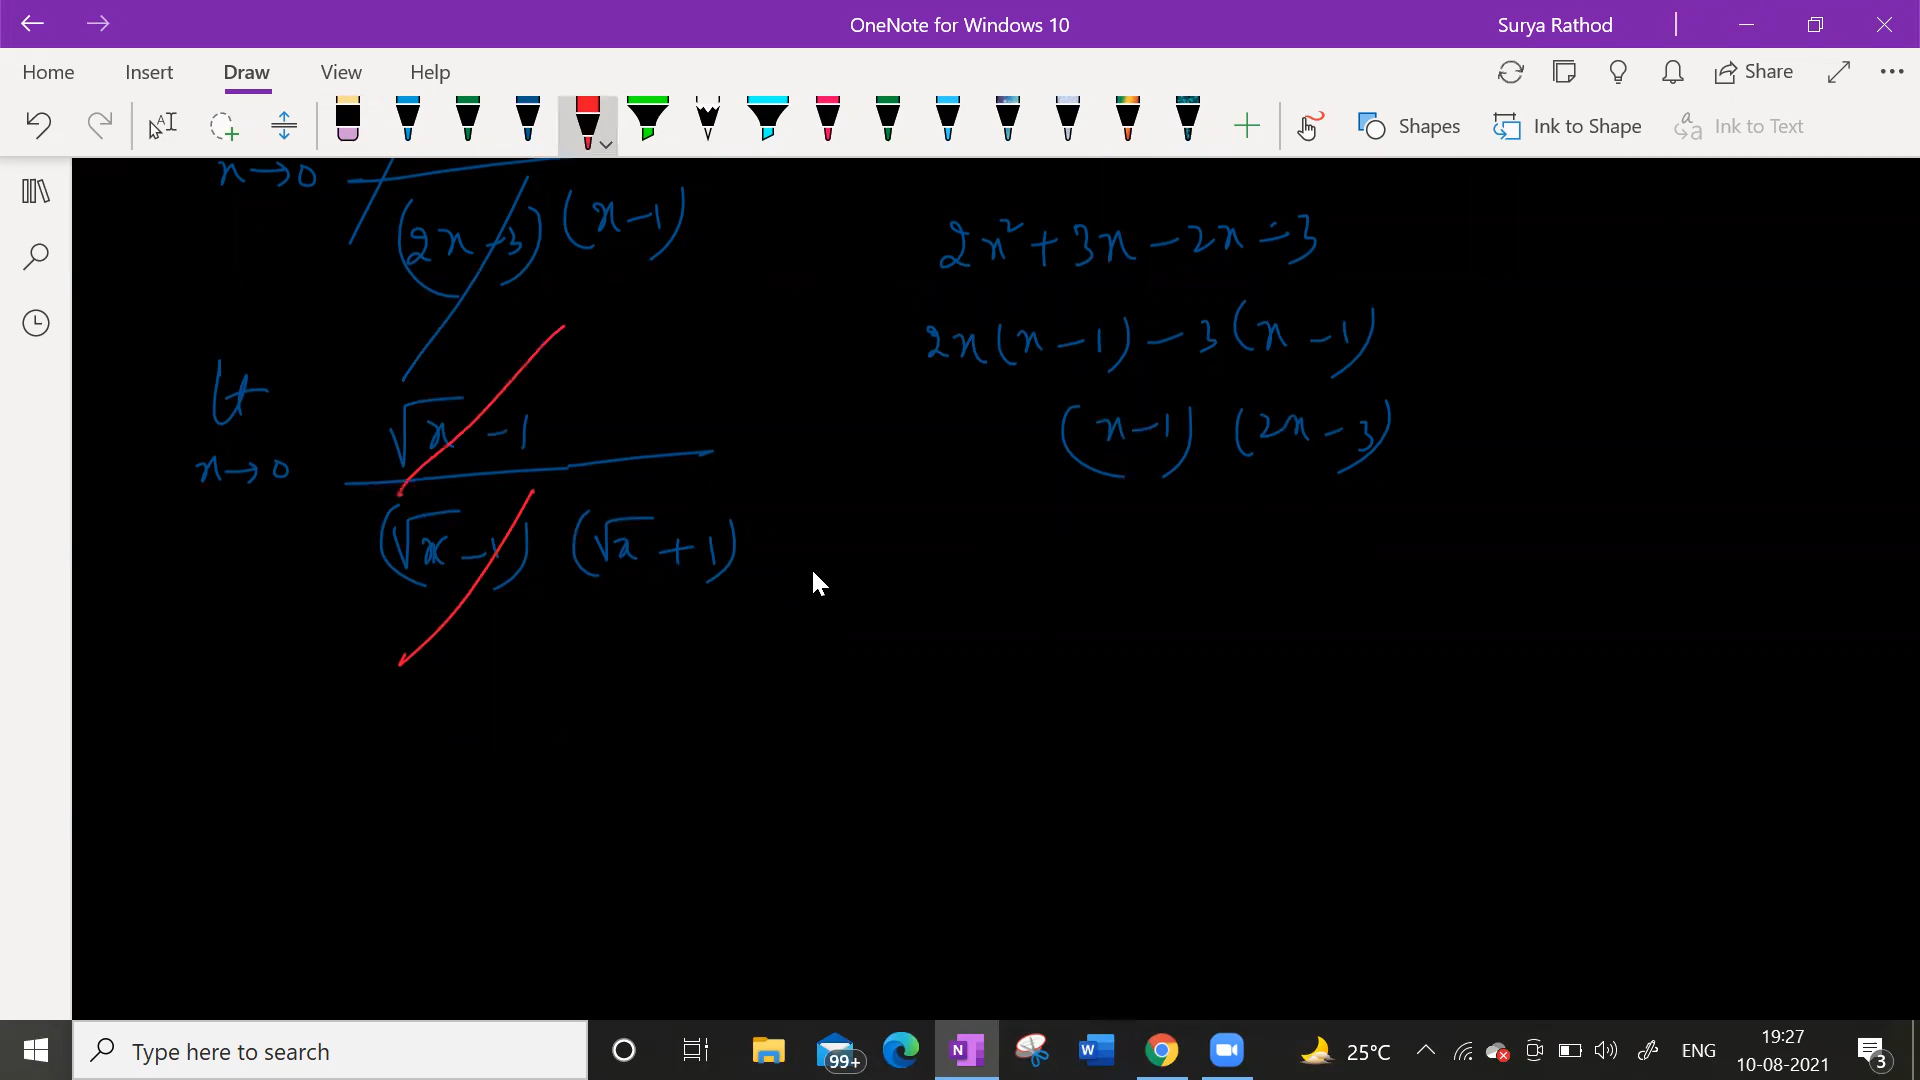 OneNote for Windows 10
Surya Rathod
Home Insert Draw View Help
Share
Shapes
Ink to Shape
Ink to Text
x→0
(2x-3) (x-1)
lt
x→0
√x -1
(√x -1) (√x +1)
2x² + 3x - 2x = 3
2x(x-1) - 3(x-1)
(x-1) (2x-3)
Type here to search
99+
25°C
ENG
19:27
10-08-2021
3